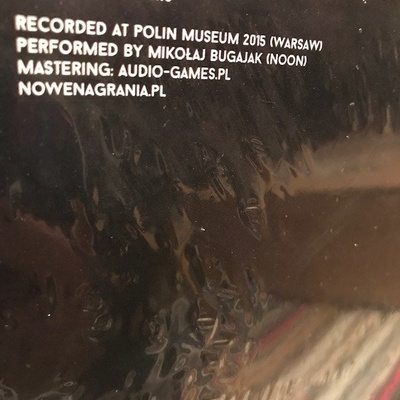 RECORDED AT POLIN MUSEUM 2015 (WARSAW)
PERFORMED BY MIKOŁAJ BUGAJAK (NOON)
MASTERING: AUDIO-GAMES.PL
NOWENAGRANIA.PL